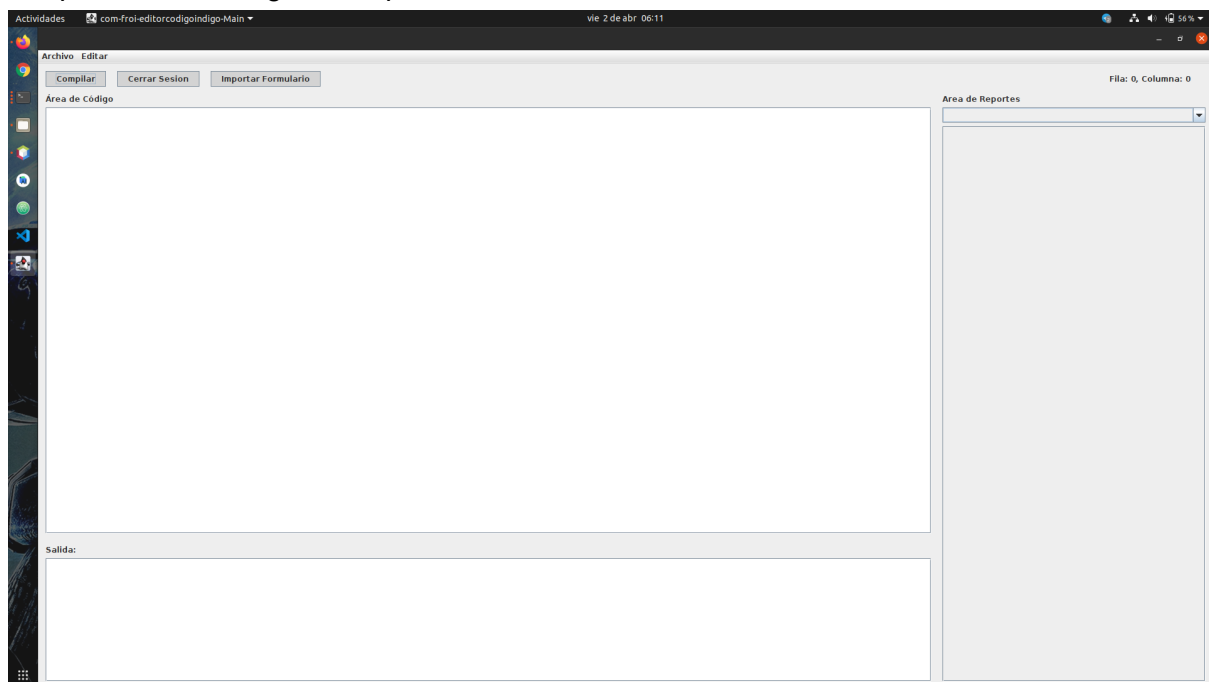 Actividades com-froi-editorcodigoindigo-Main vie 2 de abr 06:11 56 %
Archivo Editar
Compilar Cerrar Sesion Importar Formulario Fila: 0, Columna: 0
Área de Código Area de Reportes
Salida: